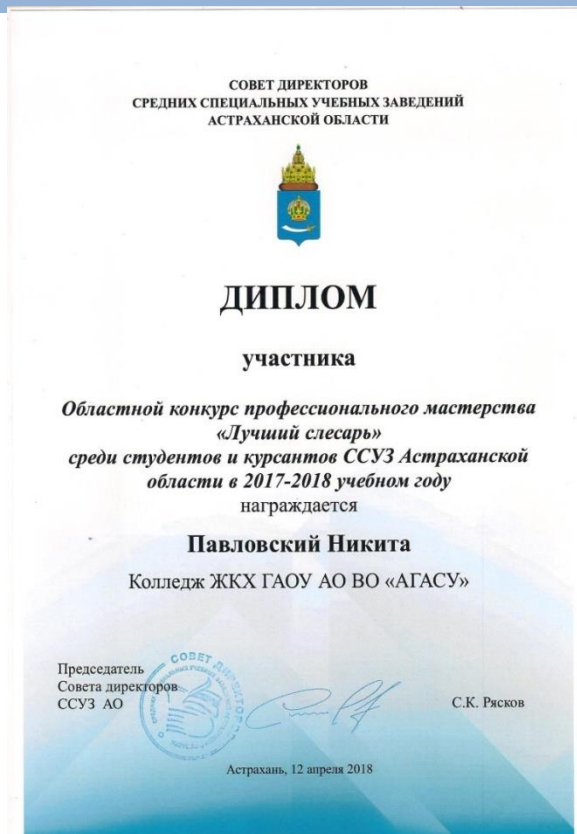 СОВЕТ ДИРЕКТОРОВ
СРЕДНИХ СПЕЦИАЛЬНЫХ УЧЕБНЫХ ЗАВЕДЕНИЙ
АСТРАХАНСКОЙ ОБЛАСТИ
ДИПЛОМ
участника
Областной конкурс профессионального мастерства
«Лучший слесарь»
среди студентов и курсантов ССУЗ Астраханской
области в 2017-2018 учебном году
награждается
Павловский Никита
Колледж ЖКХ ГАОУ АО ВО «АГАСУ»
Председатель
Совета директоров
ССУЗ АО
С.К. Рясков
СОВЕТ ДИРЕКТОРОВ
Астрахань, 12 апреля 2018